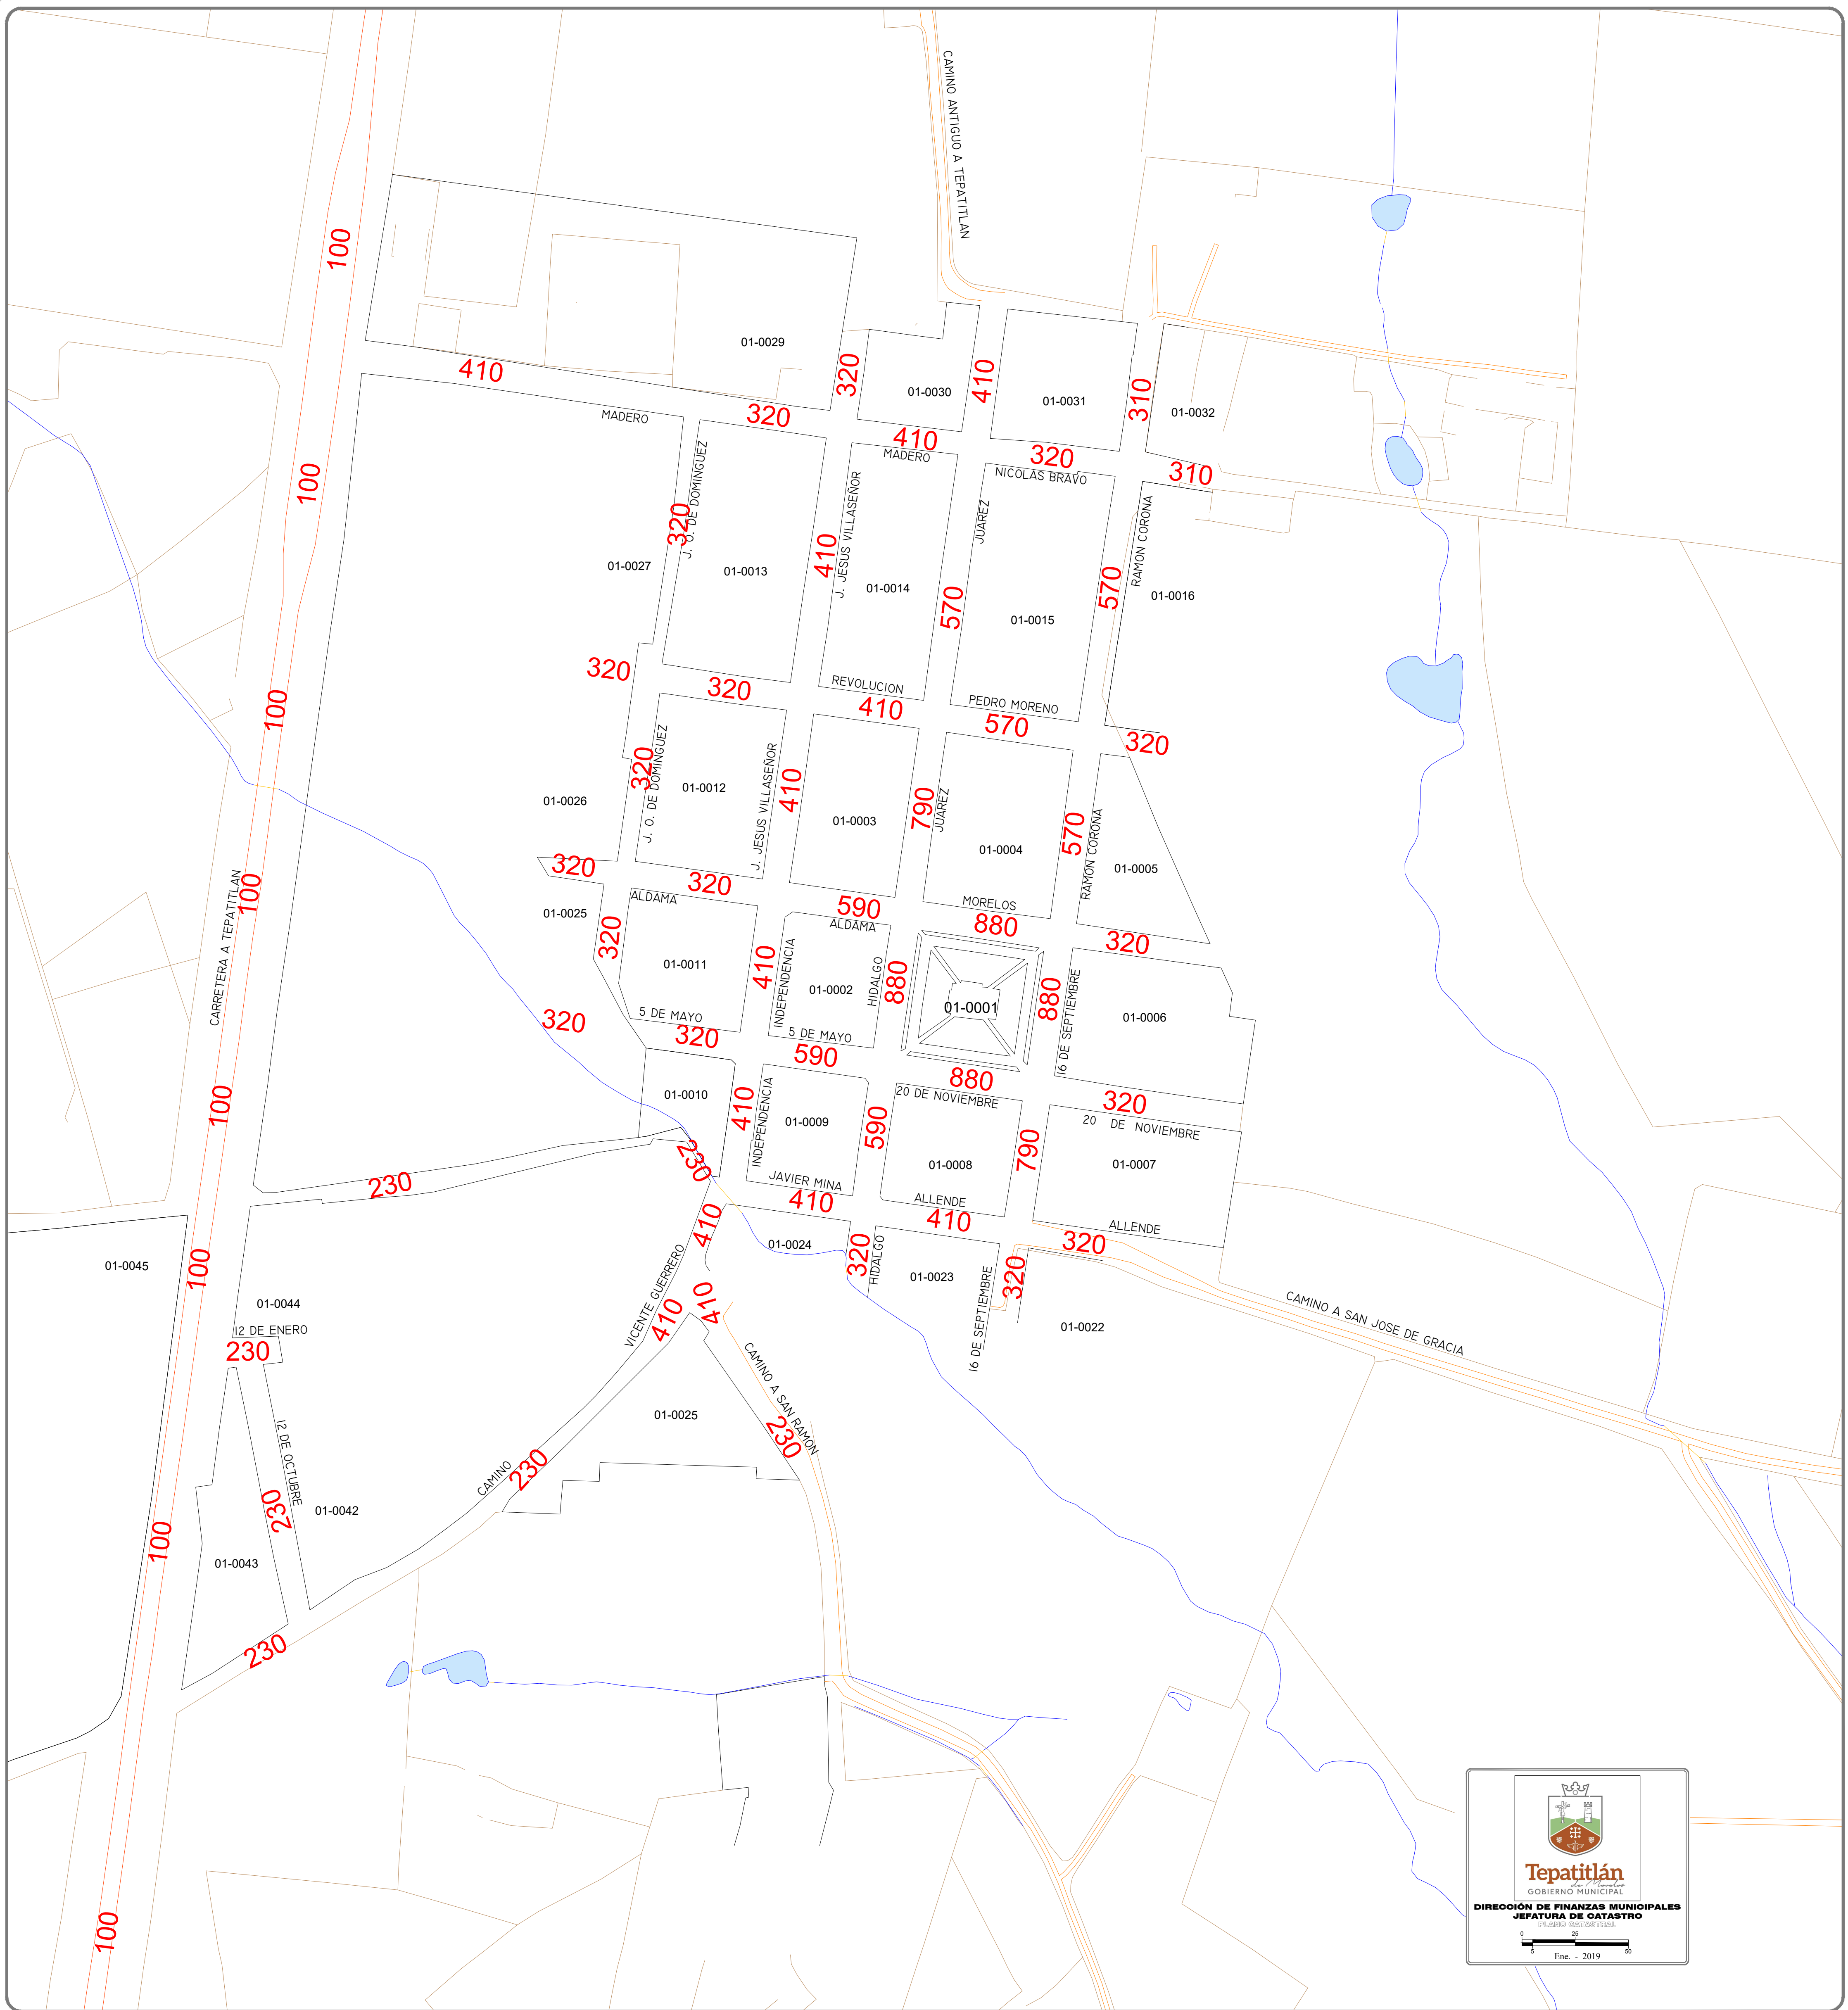 CAMINO ANTIGUO A TEPATITLAN
100
01-0029
410
320
320
410
310
01-0030
01-0031
01-0032
MADERO
320
410
MADERO
320
NICOLAS BRAVO
310
100
J. O. DE DOMINGUEZ
320
J. JESUS VILLASEÑOR
410
JUAREZ
RAMON CORONA
570
570
01-0027
01-0013
01-0014
01-0015
01-0016
320
320
REVOLUCION
410
PEDRO MORENO
570
320
100
320
J. O. DE DOMINGUEZ
01-0012
J. JESUS VILLASEÑOR
410
01-0026
01-0003
790
JUAREZ
01-0004
570
RAMON CORONA
01-0005
320
320
ALDAMA
590
ALDAMA
MORELOS
880
320
CARRETERA A TEPATITLAN
100
01-0025
320
01-0011
410
INDEPENDENCIA
01-0002
HIDALGO
880
01-0001
880
16 DE SEPTIEMBRE
01-0006
320
5 DE MAYO
320
5 DE MAYO
590
880
20 DE NOVIEMBRE
320
20 DE NOVIEMBRE
100
01-0010
410
INDEPENDENCIA
01-0009
590
01-0008
790
01-0007
230
230
JAVIER MINA
410
ALLENDE
410
ALLENDE
320
410
01-0024
320
HIDALGO
01-0023
16 DE SEPTIEMBRE
320
01-0022
CAMINO A SAN JOSE DE GRACIA
01-0045
100
01-0044
12 DE ENERO
230
VICENTE GUERRERO
410
410
CAMINO A SAN RAMON
230
01-0025
12 DE OCTUBRE
230
01-0042
CAMINO
230
100
01-0043
230
100
Tepatitlán
de Morelos
GOBIERNO MUNICIPAL
DIRECCIÓN DE FINANZAS MUNICIPALES
JEFATURA DE CATASTRO
PLANO CATASTRAL
0 25
5 50
Ene. - 2019